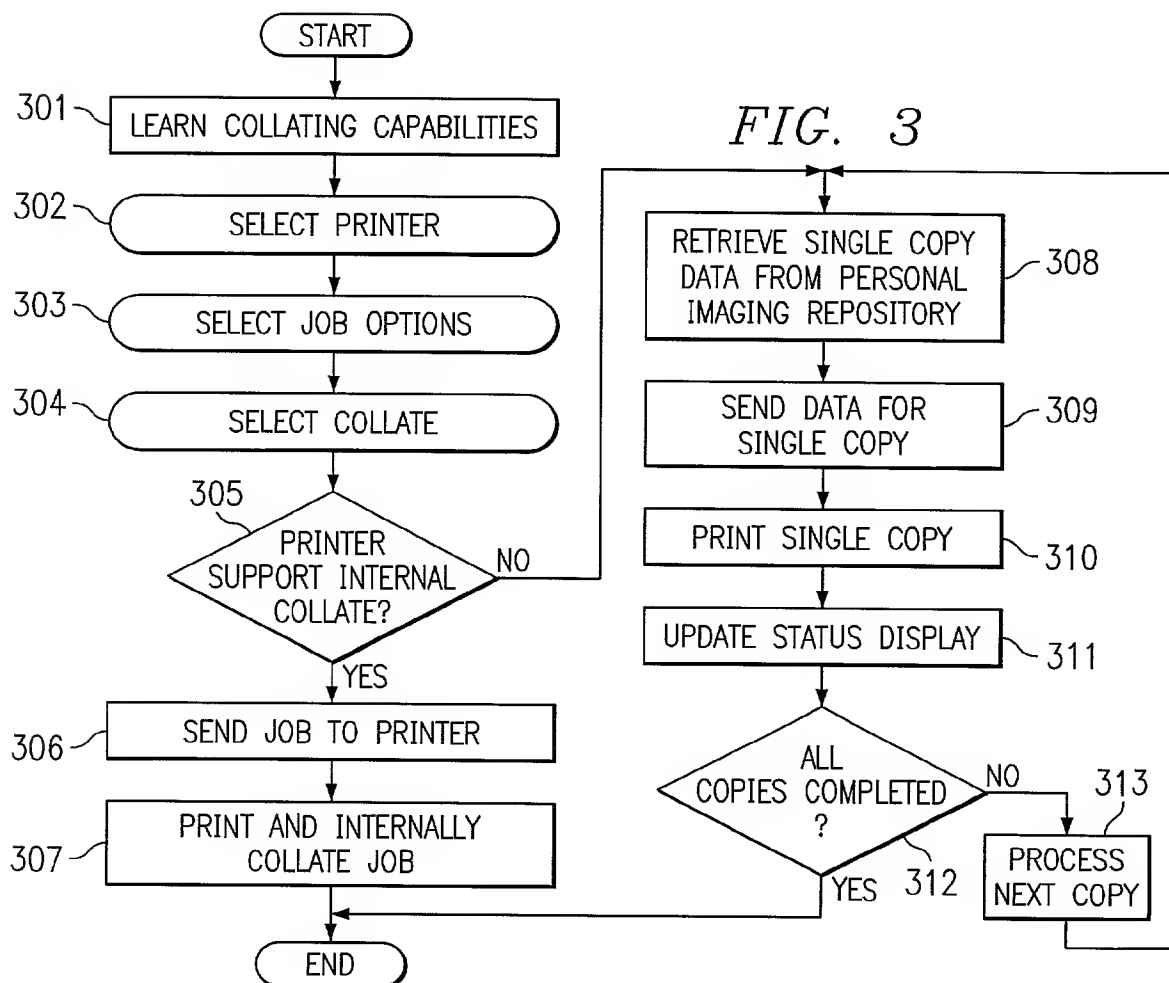 START
301
LEARN COLLATING CAPABILITIES
302
SELECT PRINTER
303
SELECT JOB OPTIONS
304
SELECT COLLATE
305
PRINTER
SUPPORT INTERNAL
COLLATE?
NO
YES
306
SEND JOB TO PRINTER
307
PRINT AND INTERNALLY
COLLATE JOB
END
FIG. 3
RETRIEVE SINGLE COPY
DATA FROM PERSONAL
IMAGING REPOSITORY
308
SEND DATA FOR
SINGLE COPY
309
PRINT SINGLE COPY
310
UPDATE STATUS DISPLAY
311
ALL
COPIES COMPLETED
?
NO
YES
312
313
PROCESS
NEXT COPY